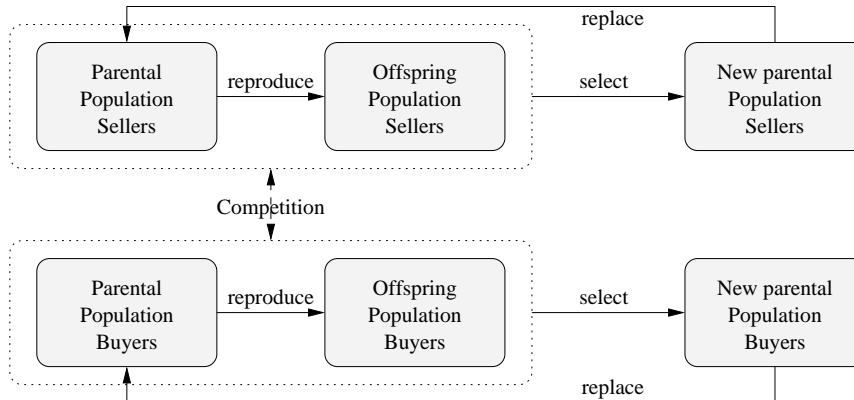 replace
Parental
Population
Sellers
reproduce
Offspring
Population
Sellers
select
New parental
Population
Sellers
Competition
Parental
Population
Buyers
reproduce
Offspring
Population
Buyers
select
New parental
Population
Buyers
replace